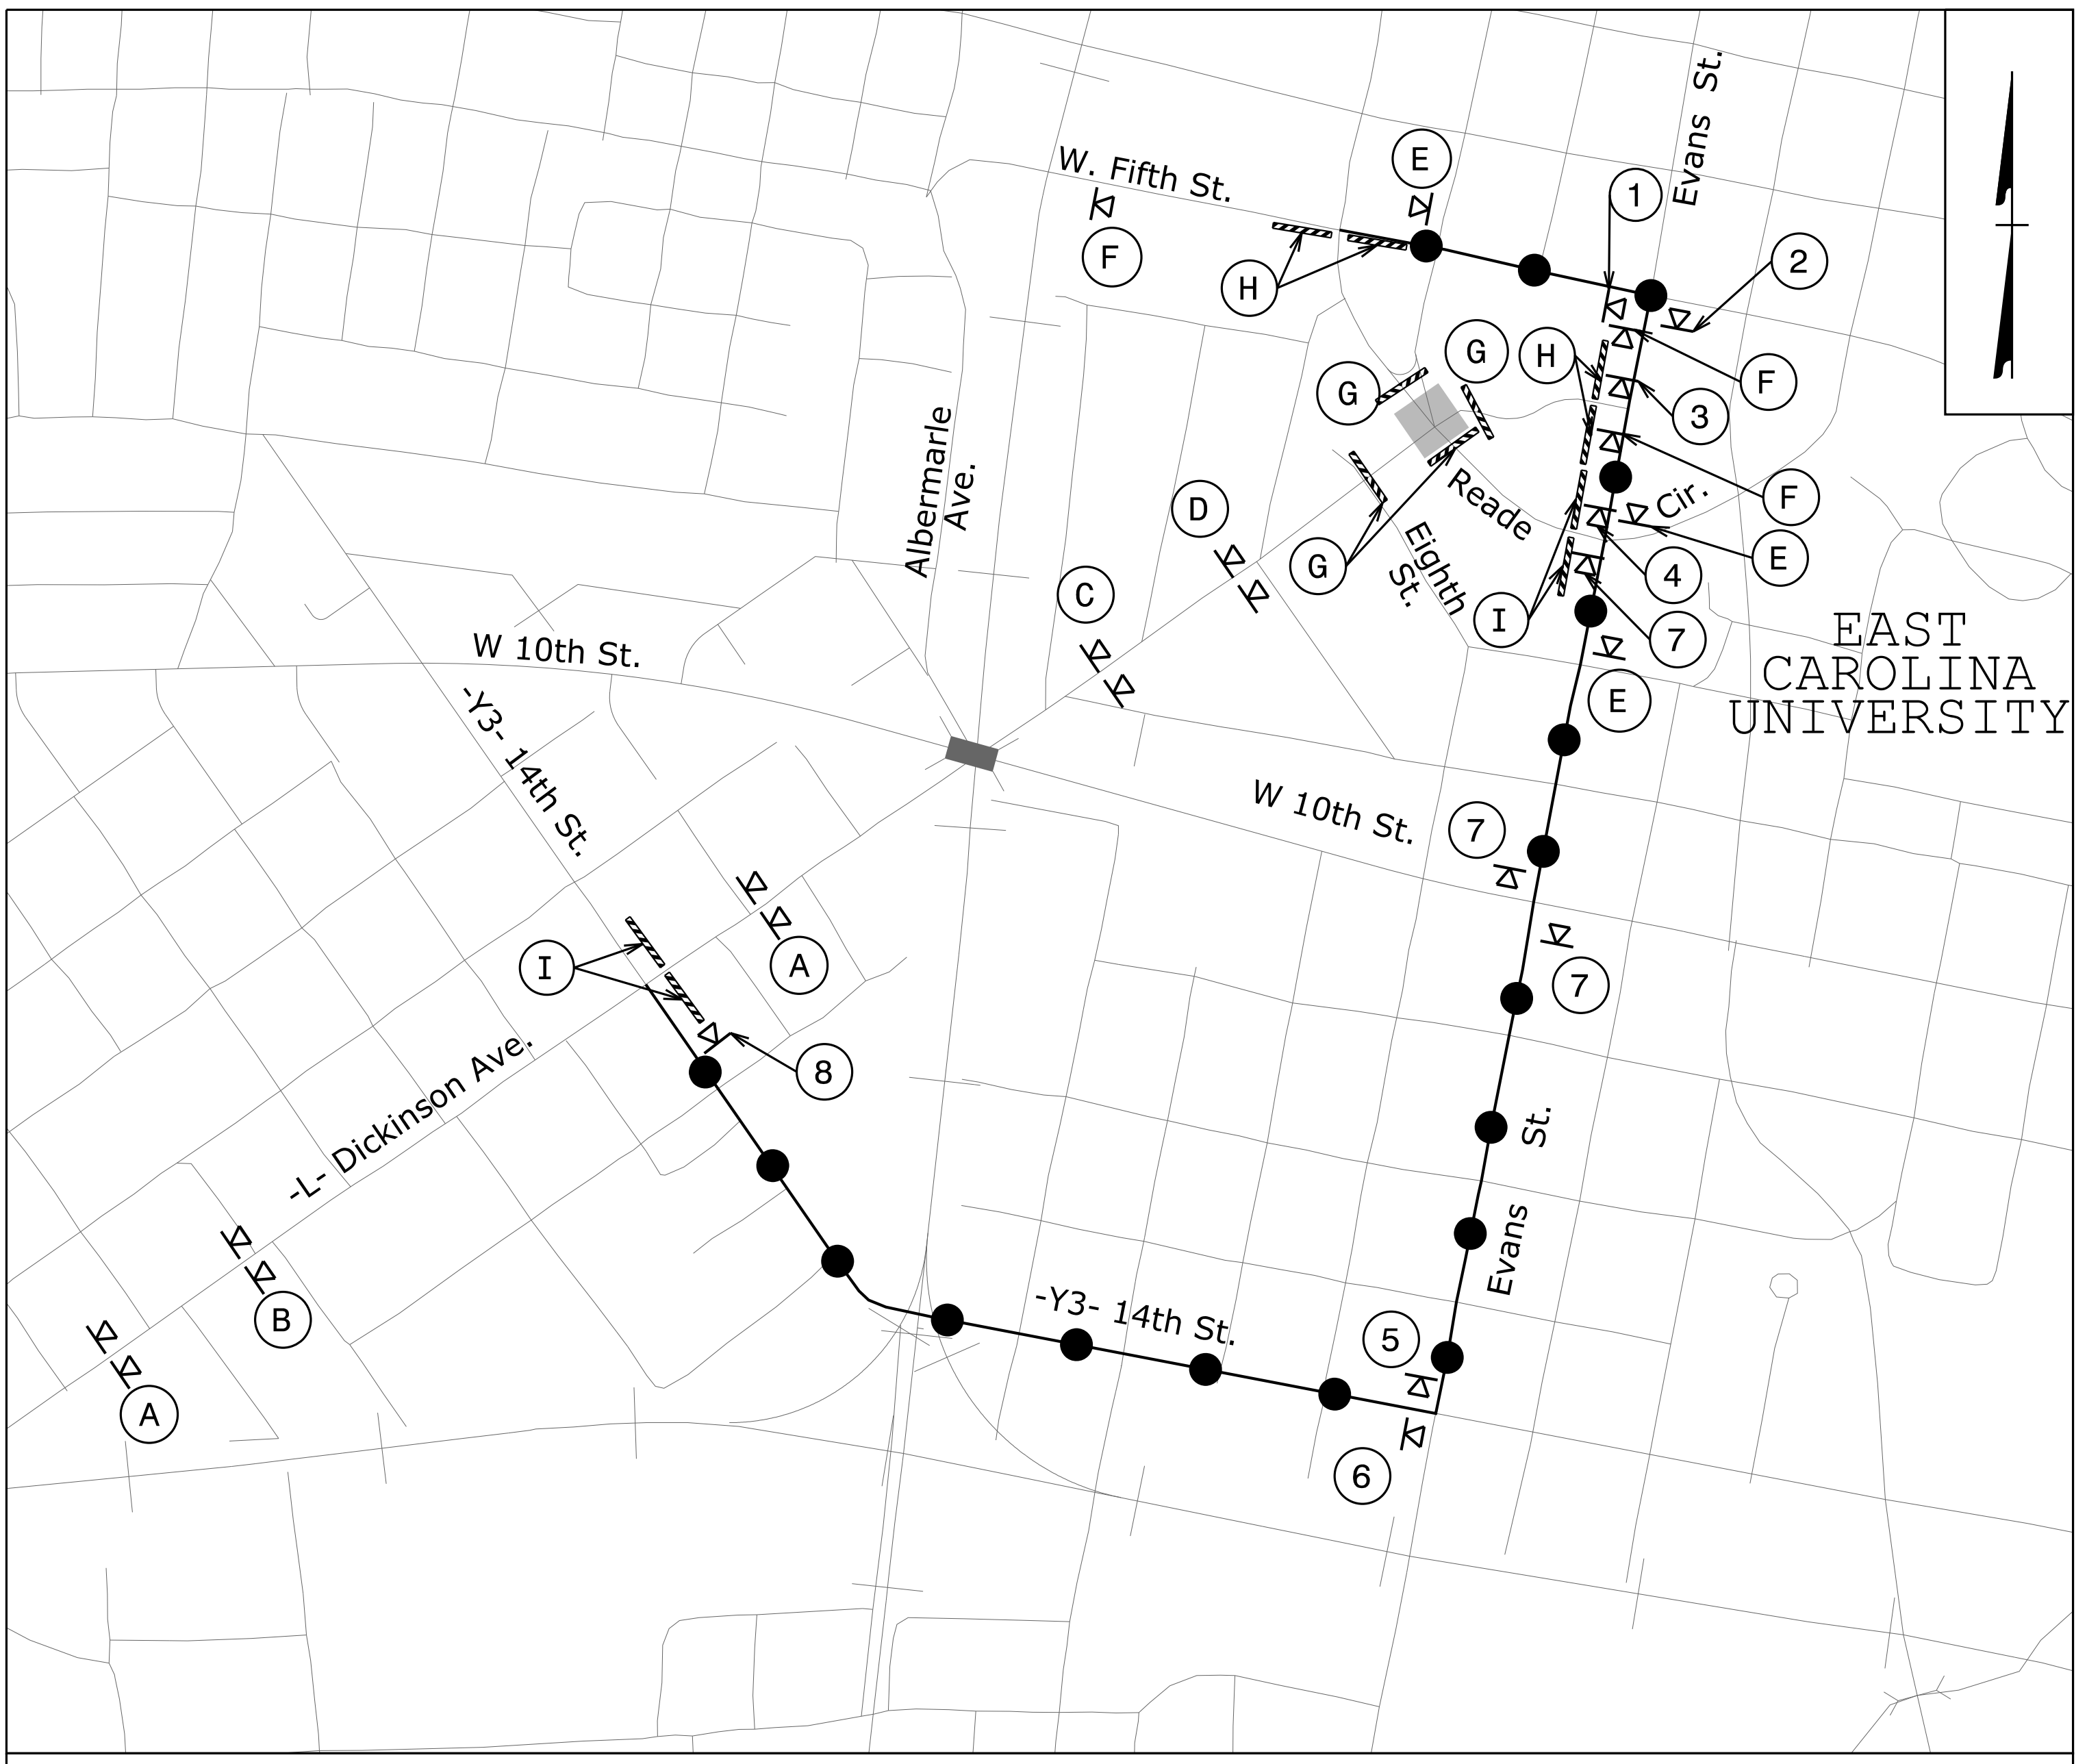 Evans St.
E
W. Fifth St.
1
F
2
H
G
H
G
F
3
Albermarle
Ave.
D
Reade
Cir.
F
E
G
Eighth
St.
4
C
I
7
EAST
CAROLINA
UNIVERSITY
W 10th St.
E
-Y3- 14th St.
W 10th St.
7
I
A
7
8
-L- Dickinson Ave.
St.
Evans
B
-Y3- 14th St.
5
A
6